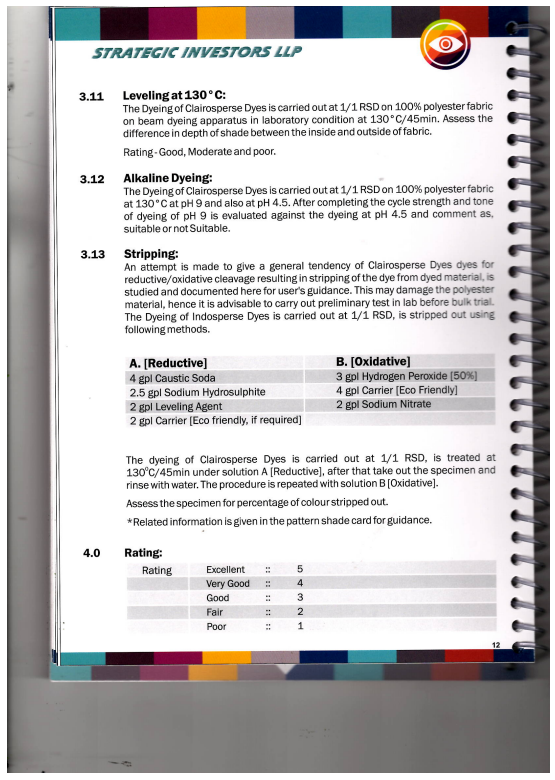 STRATEGIC INVESTORS LLP
3.11 Leveling at 130°C:
The Dyeing of Clairosperse Dyes is carried out at 1/1 RSD on 100% polyester fabric
on beam dyeing apparatus in laboratory condition at 130°C/45min. Assess the
difference in depth of shade between the inside and outside of fabric.
Rating - Good, Moderate and poor.
3.12 Alkaline Dyeing:
The Dyeing of Clairosperse Dyes is carried out at 1/1 RSD on 100% polyester fabric
at 130°C at pH 9 and also at pH 4.5. After completing the cycle strength and tone
of dyeing of pH 9 is evaluated against the dyeing at pH 4.5 and comment as,
suitable or not Suitable.
3.13 Stripping:
An attempt is made to give a general tendency of Clairosperse Dyes dyes for
reductive/oxidative cleavage resulting in stripping of the dye from dyed material, is
studied and documented here for user's guidance. This may damage the polyester
material, hence it is advisable to carry out preliminary test in lab before bulk trial.
The Dyeing of Indosperse Dyes is carried out at 1/1 RSD, is stripped out using
following methods.
A. [Reductive] B. [Oxidative]
4 gpl Caustic Soda 3 gpl Hydrogen Peroxide [50%]
2.5 gpl Sodium Hydrosulphite 4 gpl Carrier [Eco Friendly]
2 gpl Leveling Agent 2 gpl Sodium Nitrate
2 gpl Carrier [Eco friendly, if required]
The dyeing of Clairosperse Dyes is carried out at 1/1 RSD, is treated at
130°C/45min under solution A [Reductive], after that take out the specimen and
rinse with water. The procedure is repeated with solution B [Oxidative].
Assess the specimen for percentage of colour stripped out.
*Related information is given in the pattern shade card for guidance.
4.0 Rating:
Rating Excellent :: 5
Very Good :: 4
Good :: 3
Fair :: 2
Poor :: 1
12